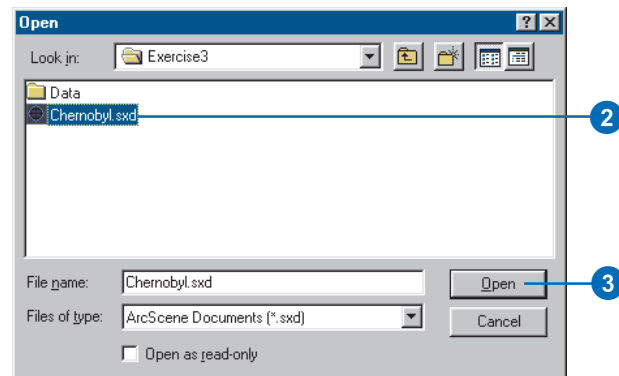 Open
Look in: Exercise3
Data
Chernobyl.sxd
2
File name: Chernobyl.sxd Open 3
Files of type: ArcScene Documents (*.sxd) Cancel
Open as read-only